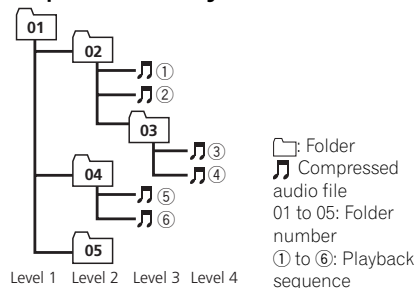 01
02
①
②
03
③
④
04
⑤
⑥
05
Level 1 Level 2 Level 3 Level 4
: Folder
Compressed
audio file
01 to 05: Folder
number
① to ⑥: Playback
sequence